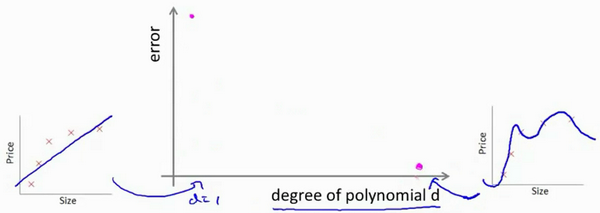 error
Price
Size
d=1
degree of polynomial d
Price
Size